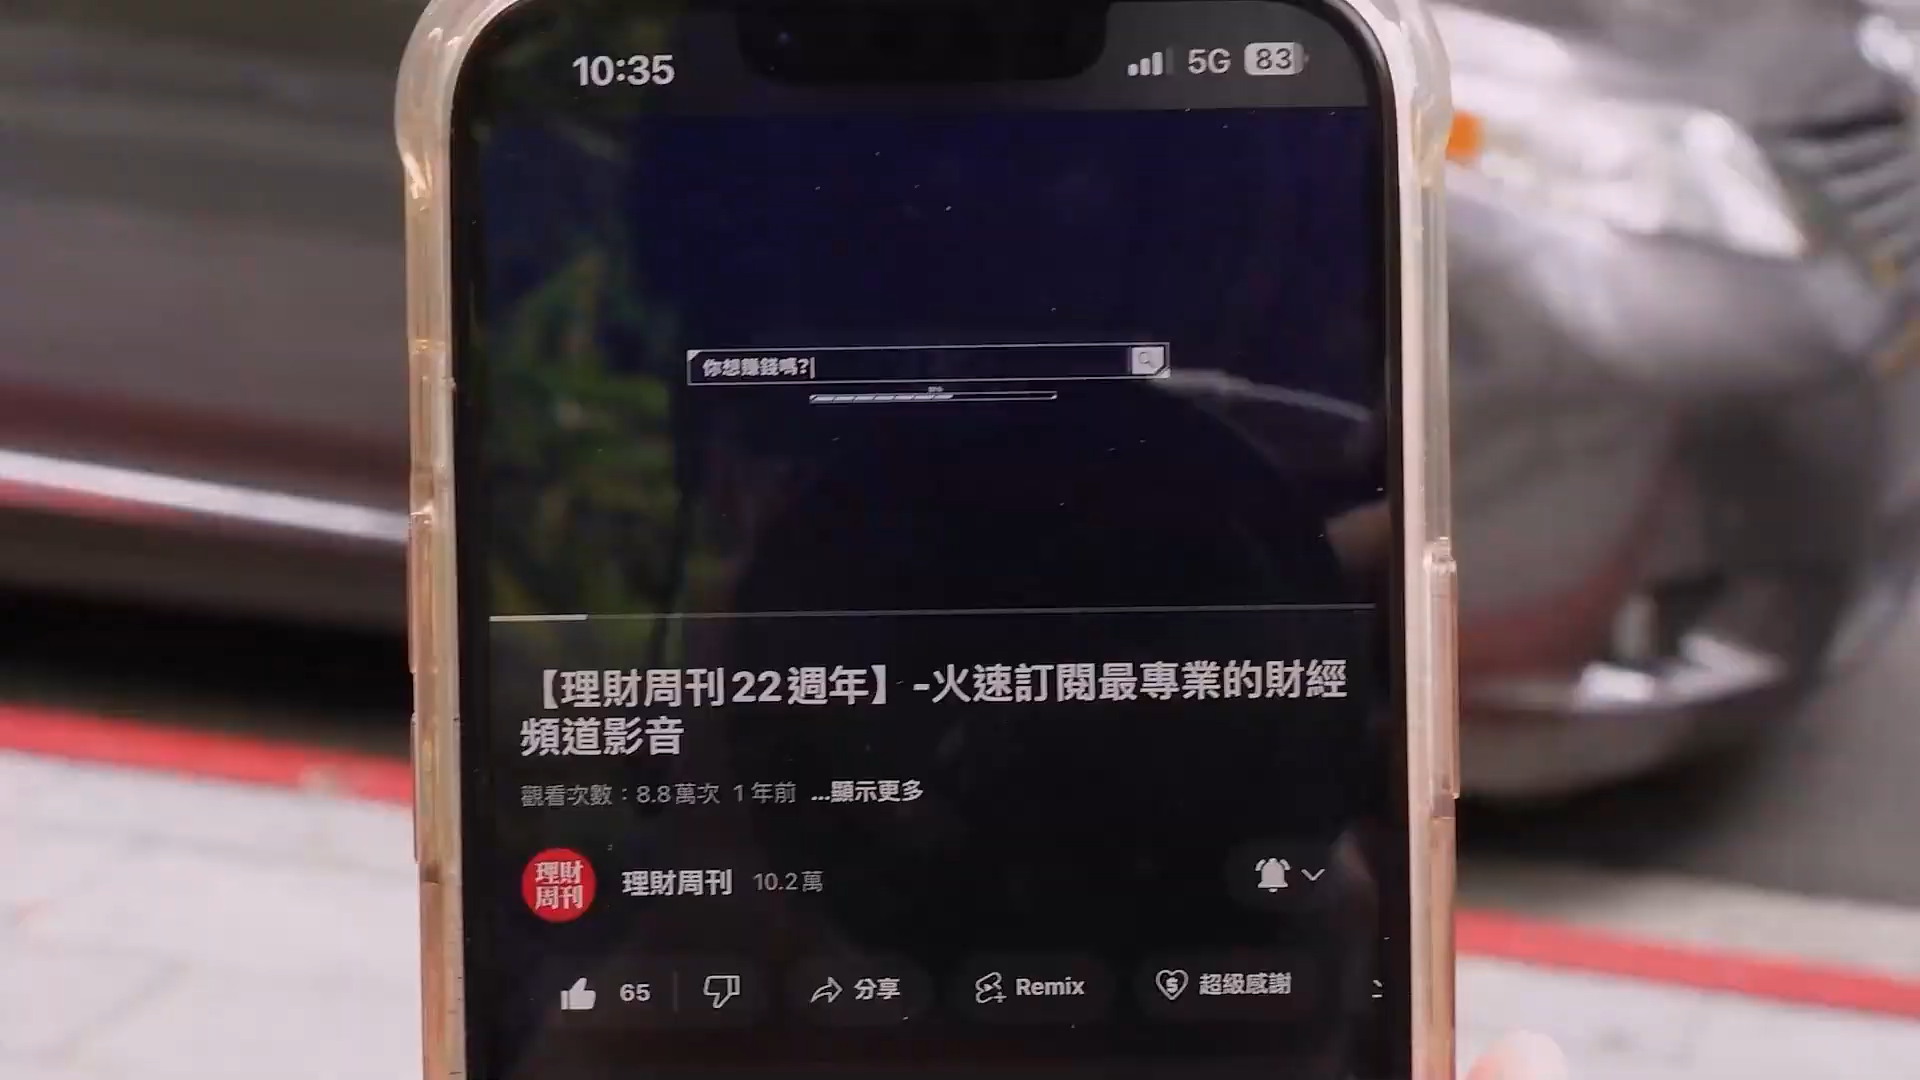 10:35
5G 83
你想賺錢嗎?
【理財周刊22週年】-火速訂閱最專業的財經
頻道影音
觀看次數：8.8萬次 1年前 ...顯示更多
理財
周刊
理財周刊 10.2萬
65 分享 Remix 超級感謝